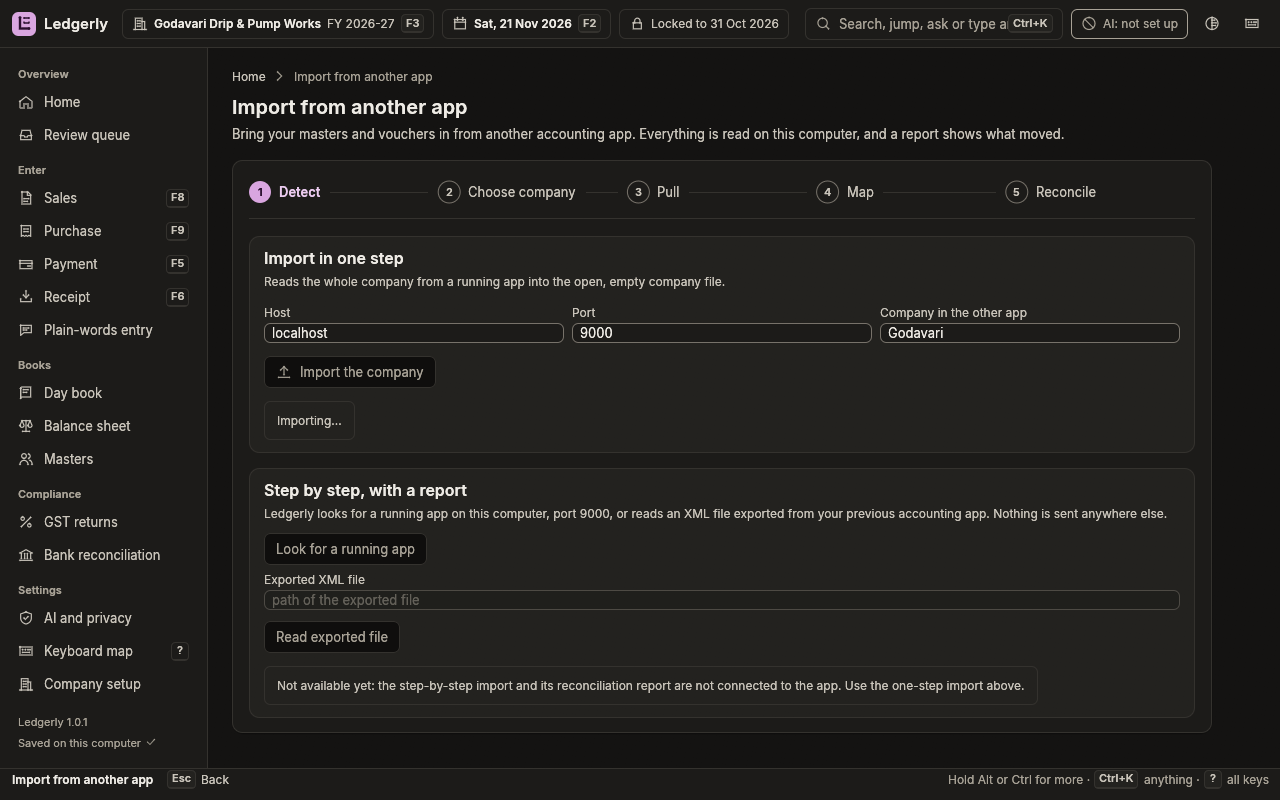 Ledgerly
Godavari Drip & Pump Works FY 2026-27 F3
Sat, 21 Nov 2026 F2
Locked to 31 Oct 2026
Search, jump, ask or type a Ctrl+K
AI: not set up
Overview
Home
Review queue
Enter
Sales F8
Purchase F9
Payment F5
Receipt F6
Plain-words entry
Books
Day book
Balance sheet
Masters
Compliance
GST returns
Bank reconciliation
Settings
AI and privacy
Keyboard map ?
Company setup
Ledgerly 1.0.1
Saved on this computer
Home > Import from another app
Import from another app
Bring your masters and vouchers in from another accounting app. Everything is read on this computer, and a report shows what moved.
1 Detect 2 Choose company 3 Pull 4 Map 5 Reconcile
Import in one step
Reads the whole company from a running app into the open, empty company file.
Host Port Company in the other app
localhost 9000 Godavari
Import the company
Importing...
Step by step, with a report
Ledgerly looks for a running app on this computer, port 9000, or reads an XML file exported from your previous accounting app. Nothing is sent anywhere else.
Look for a running app
Exported XML file
path of the exported file
Read exported file
Not available yet: the step-by-step import and its reconciliation report are not connected to the app. Use the one-step import above.
Import from another app Esc Back
Hold Alt or Ctrl for more · Ctrl+K anything · ? all keys